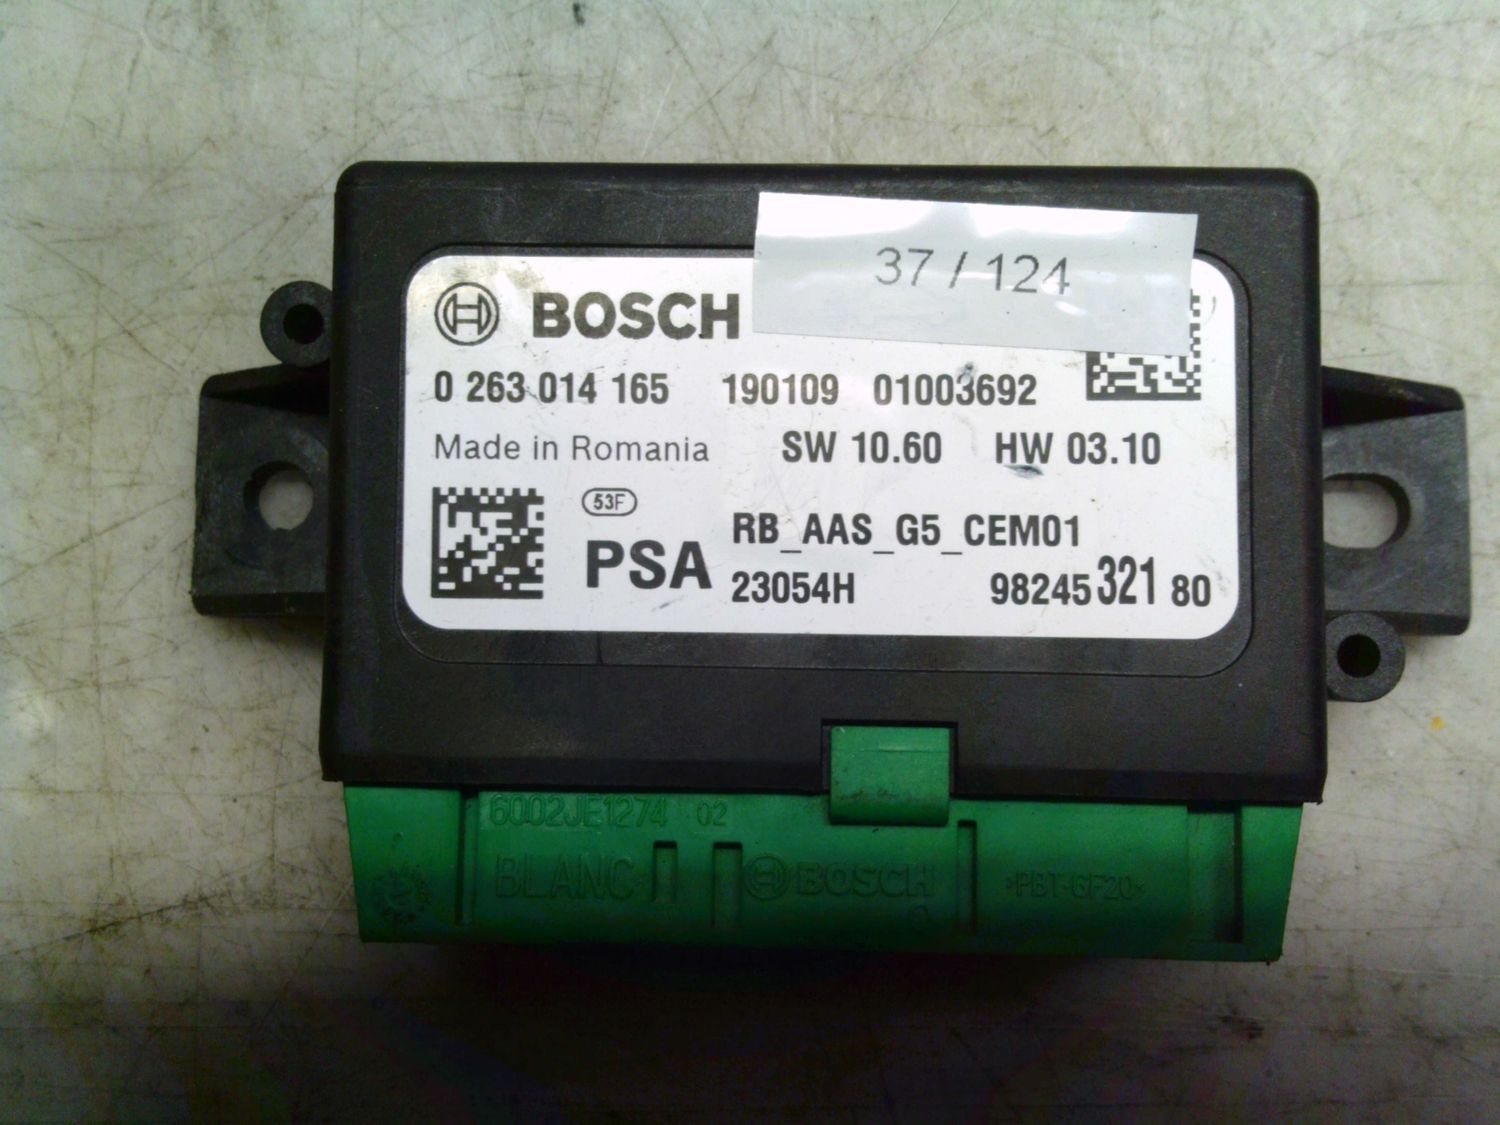 37 / 124
BOSCH
0 263 014 165 190109 01003692
Made in Romania SW 10.60 HW 03.10
53F
PSA RB_AAS_G5_CEM01
23054H 98245 321 80
6002JE1274 02
BLANC BOSCH >PBT-GF20<